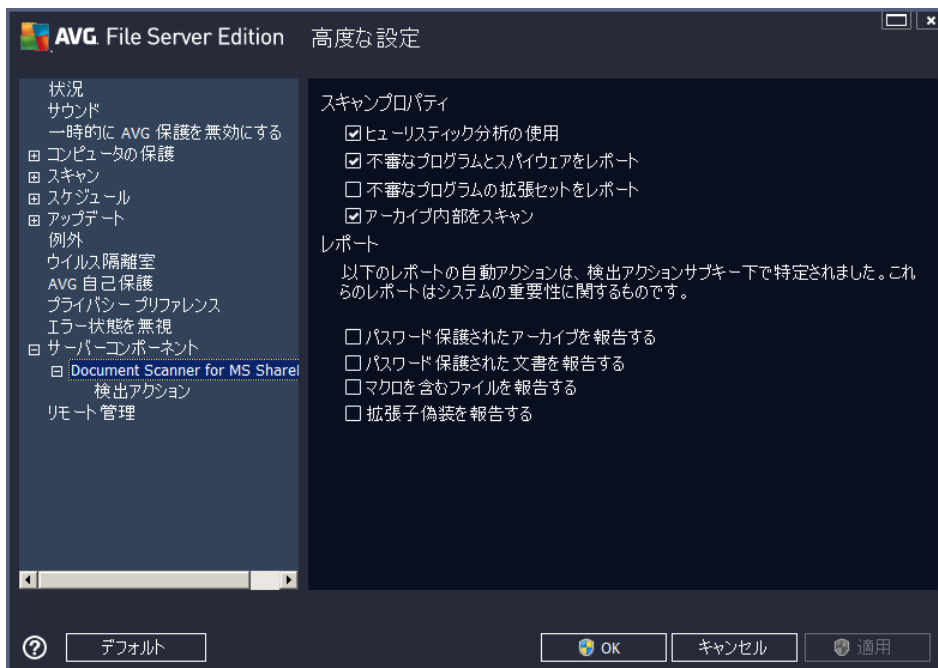 AVG. File Server Edition 高度な設定
状況
サウンド
一時的に AVG 保護を無効にする
コンピュータの保護
スキャン
スケジュール
アップデート
例外
ウイルス隔離室
AVG 自己保護
プライバシー プリファレンス
エラー状態を無視
サーバーコンポーネント
Document Scanner for MS Share
検出アクション
リモート管理
スキャンプロパティ
ヒューリスティック分析の使用
不審なプログラムとスパイウェアをレポート
不審なプログラムの拡張セットをレポート
アーカイブ内部をスキャン
レポート
以下のレポートの自動アクションは、検出アクションサブキー下で特定されました。これ
らのレポートはシステムの重要性に関するものです。
パスワード保護されたアーカイブを報告する
パスワード保護された文書を報告する
マクロを含むファイルを報告する
拡張子偽装を報告する
デフォルト
OK
キャンセル
適用